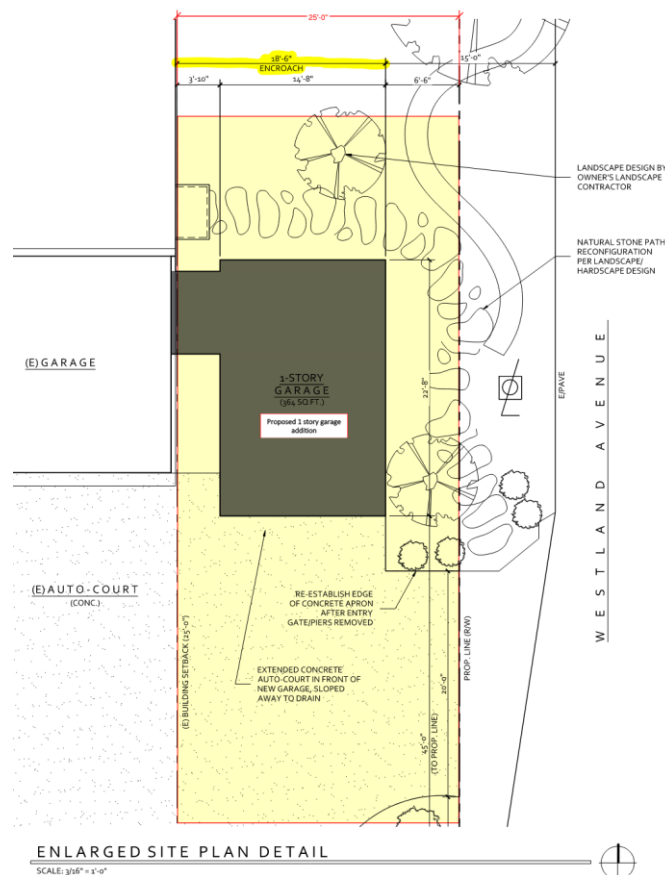 25'-0"
18'-6"
ENCROACH
15'-0"
3'-10"
14'-8"
6'-6"
LANDSCAPE DESIGN BY
OWNER'S LANDSCAPE
CONTRACTOR
NATURAL STONE PATH
RECONFIGURATION
PER LANDSCAPE/
HARDSCAPE DESIGN
(E) GARAGE
1-STORY
GARAGE
(364 SQ.FT.)
Proposed 1 story garage
addition
22'-8"
E/PAVE
WESTLAND AVENUE
(E) AUTO-COURT
(CONC.)
RE-ESTABLISH EDGE
OF CONCRETE APRON
AFTER ENTRY
GATE/PIERS REMOVED
(E) BUILDING SETBACK (25'-0")
EXTENDED CONCRETE
AUTO-COURT IN FRONT OF
NEW GARAGE, SLOPED
AWAY TO DRAIN
PROP. LINE (R/W)
20'-0"
45'-0"
(TO PROP. LINE)
ENLARGED SITE PLAN DETAIL
SCALE: 3/16" = 1'-0"